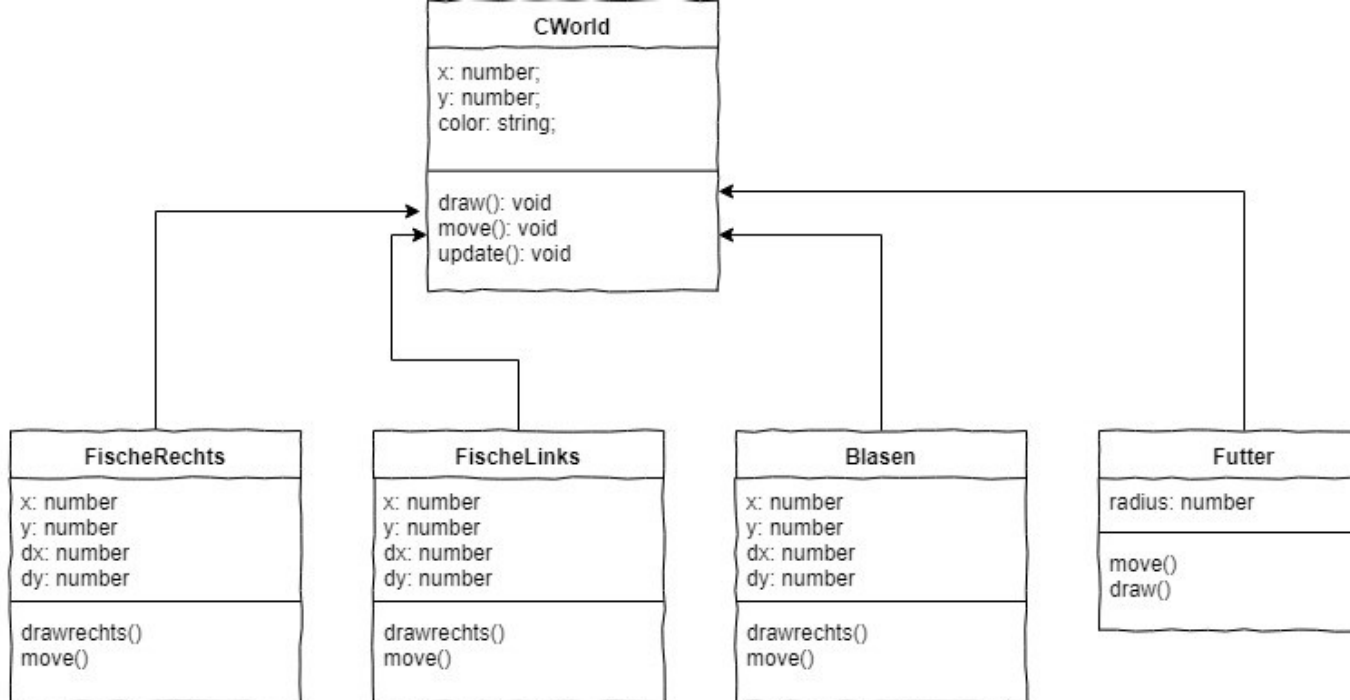 CWorld
x: number;
y: number;
color: string;
draw(): void
move(): void
update(): void
FischeRechts
x: number
y: number
dx: number
dy: number
drawrechts()
move()
FischeLinks
x: number
y: number
dx: number
dy: number
drawrechts()
move()
Blasen
x: number
y: number
dx: number
dy: number
drawrechts()
move()
Futter
radius: number
move()
draw()